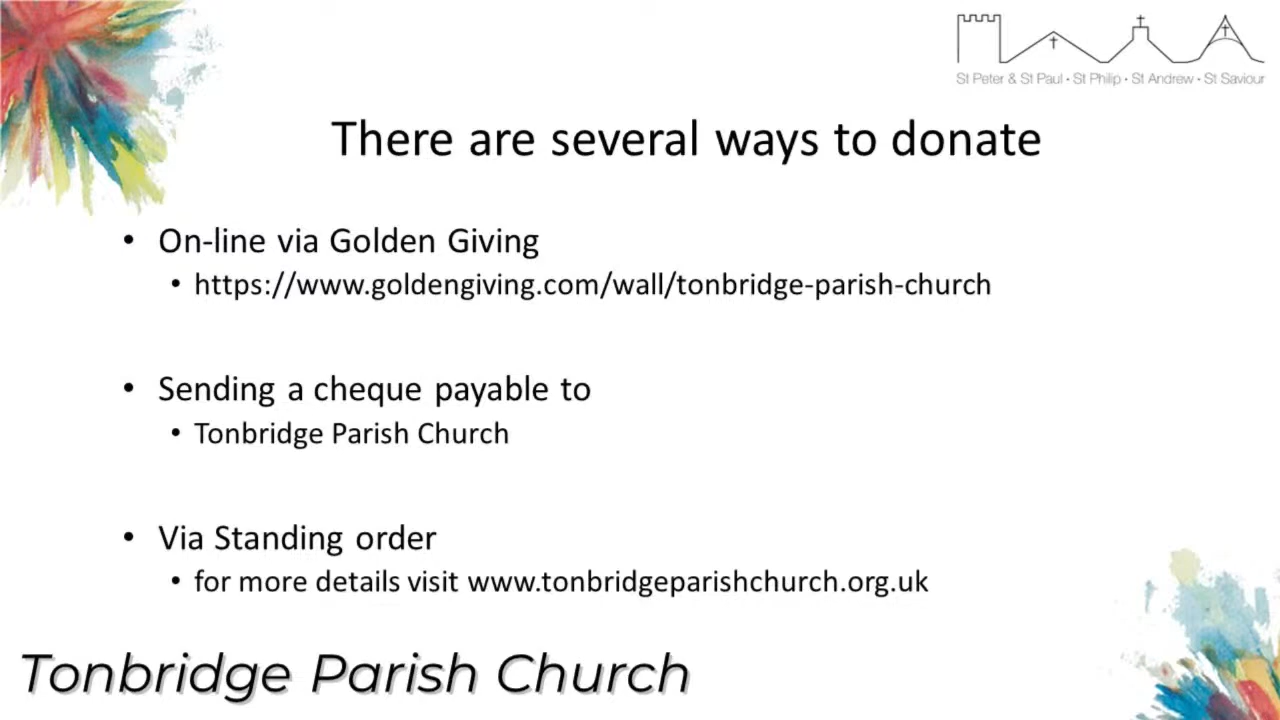 St Peter & St Paul • St Philip • St Andrew • St Saviour
There are several ways to donate
• On-line via Golden Giving
• https://www.goldengiving.com/wall/tonbridge-parish-church
• Sending a cheque payable to
• Tonbridge Parish Church
• Via Standing order
• for more details visit www.tonbridgeparishchurch.org.uk
Tonbridge Parish Church